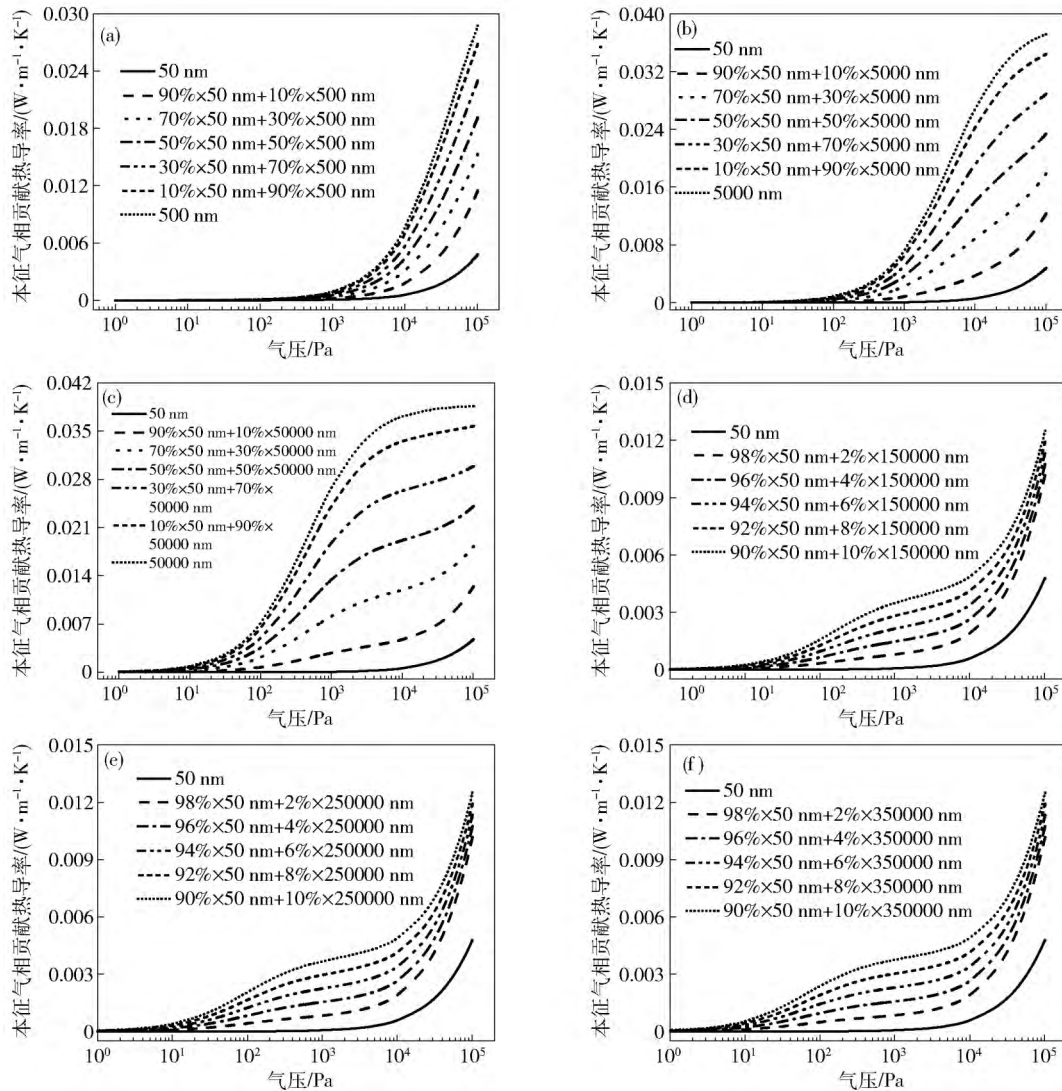 (a)
本征气相贡献热导率/(W·m⁻¹·K⁻¹)
0.030
0.024
0.018
0.012
0.006
0
50 nm
90%×50 nm+10%×500 nm
70%×50 nm+30%×500 nm
50%×50 nm+50%×500 nm
30%×50 nm+70%×500 nm
10%×50 nm+90%×500 nm
500 nm
10⁰ 10¹ 10² 10³ 10⁴ 10⁵
气压/Pa
(b)
本征气相贡献热导率/(W·m⁻¹·K⁻¹)
0.040
0.032
0.024
0.016
0.008
0
50 nm
90%×50 nm+10%×5000 nm
70%×50 nm+30%×5000 nm
50%×50 nm+50%×5000 nm
30%×50 nm+70%×5000 nm
10%×50 nm+90%×5000 nm
5000 nm
10⁰ 10¹ 10² 10³ 10⁴ 10⁵
气压/Pa
(c)
本征气相贡献热导率/(W·m⁻¹·K⁻¹)
0.042
0.035
0.028
0.021
0.014
0.007
0
50 nm
90%×50 nm+10%×50000 nm
70%×50 nm+30%×50000 nm
50%×50 nm+50%×50000 nm
30%×50 nm+70%×
50000 nm
10%×50 nm+90%×
50000 nm
50000 nm
10⁰ 10¹ 10² 10³ 10⁴ 10⁵
气压/Pa
(d)
本征气相贡献热导率/(W·m⁻¹·K⁻¹)
0.015
0.012
0.009
0.006
0.003
0
50 nm
98%×50 nm+2%×150000 nm
96%×50 nm+4%×150000 nm
94%×50 nm+6%×150000 nm
92%×50 nm+8%×150000 nm
90%×50 nm+10%×150000 nm
10⁰ 10¹ 10² 10³ 10⁴ 10⁵
气压/Pa
(e)
本征气相贡献热导率/(W·m⁻¹·K⁻¹)
0.015
0.012
0.009
0.006
0.003
0
50 nm
98%×50 nm+2%×250000 nm
96%×50 nm+4%×250000 nm
94%×50 nm+6%×250000 nm
92%×50 nm+8%×250000 nm
90%×50 nm+10%×250000 nm
10⁰ 10¹ 10² 10³ 10⁴ 10⁵
气压/Pa
(f)
本征气相贡献热导率/(W·m⁻¹·K⁻¹)
0.015
0.012
0.009
0.006
0.003
0
50 nm
98%×50 nm+2%×350000 nm
96%×50 nm+4%×350000 nm
94%×50 nm+6%×350000 nm
92%×50 nm+8%×350000 nm
90%×50 nm+10%×350000 nm
10⁰ 10¹ 10² 10³ 10⁴ 10⁵
气压/Pa